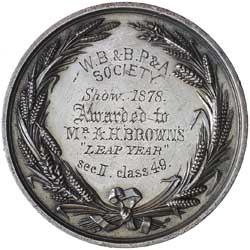 W.B.&B.P.&A
SOCIETY
Show. 1878.
Awarded to
Mr A.H.BROWN'S
"LEAP YEAR"
sec II. class 49.